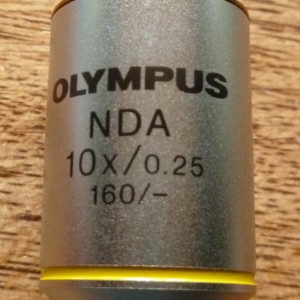 OLYMPUS
NDA
10x/0.25
160/-